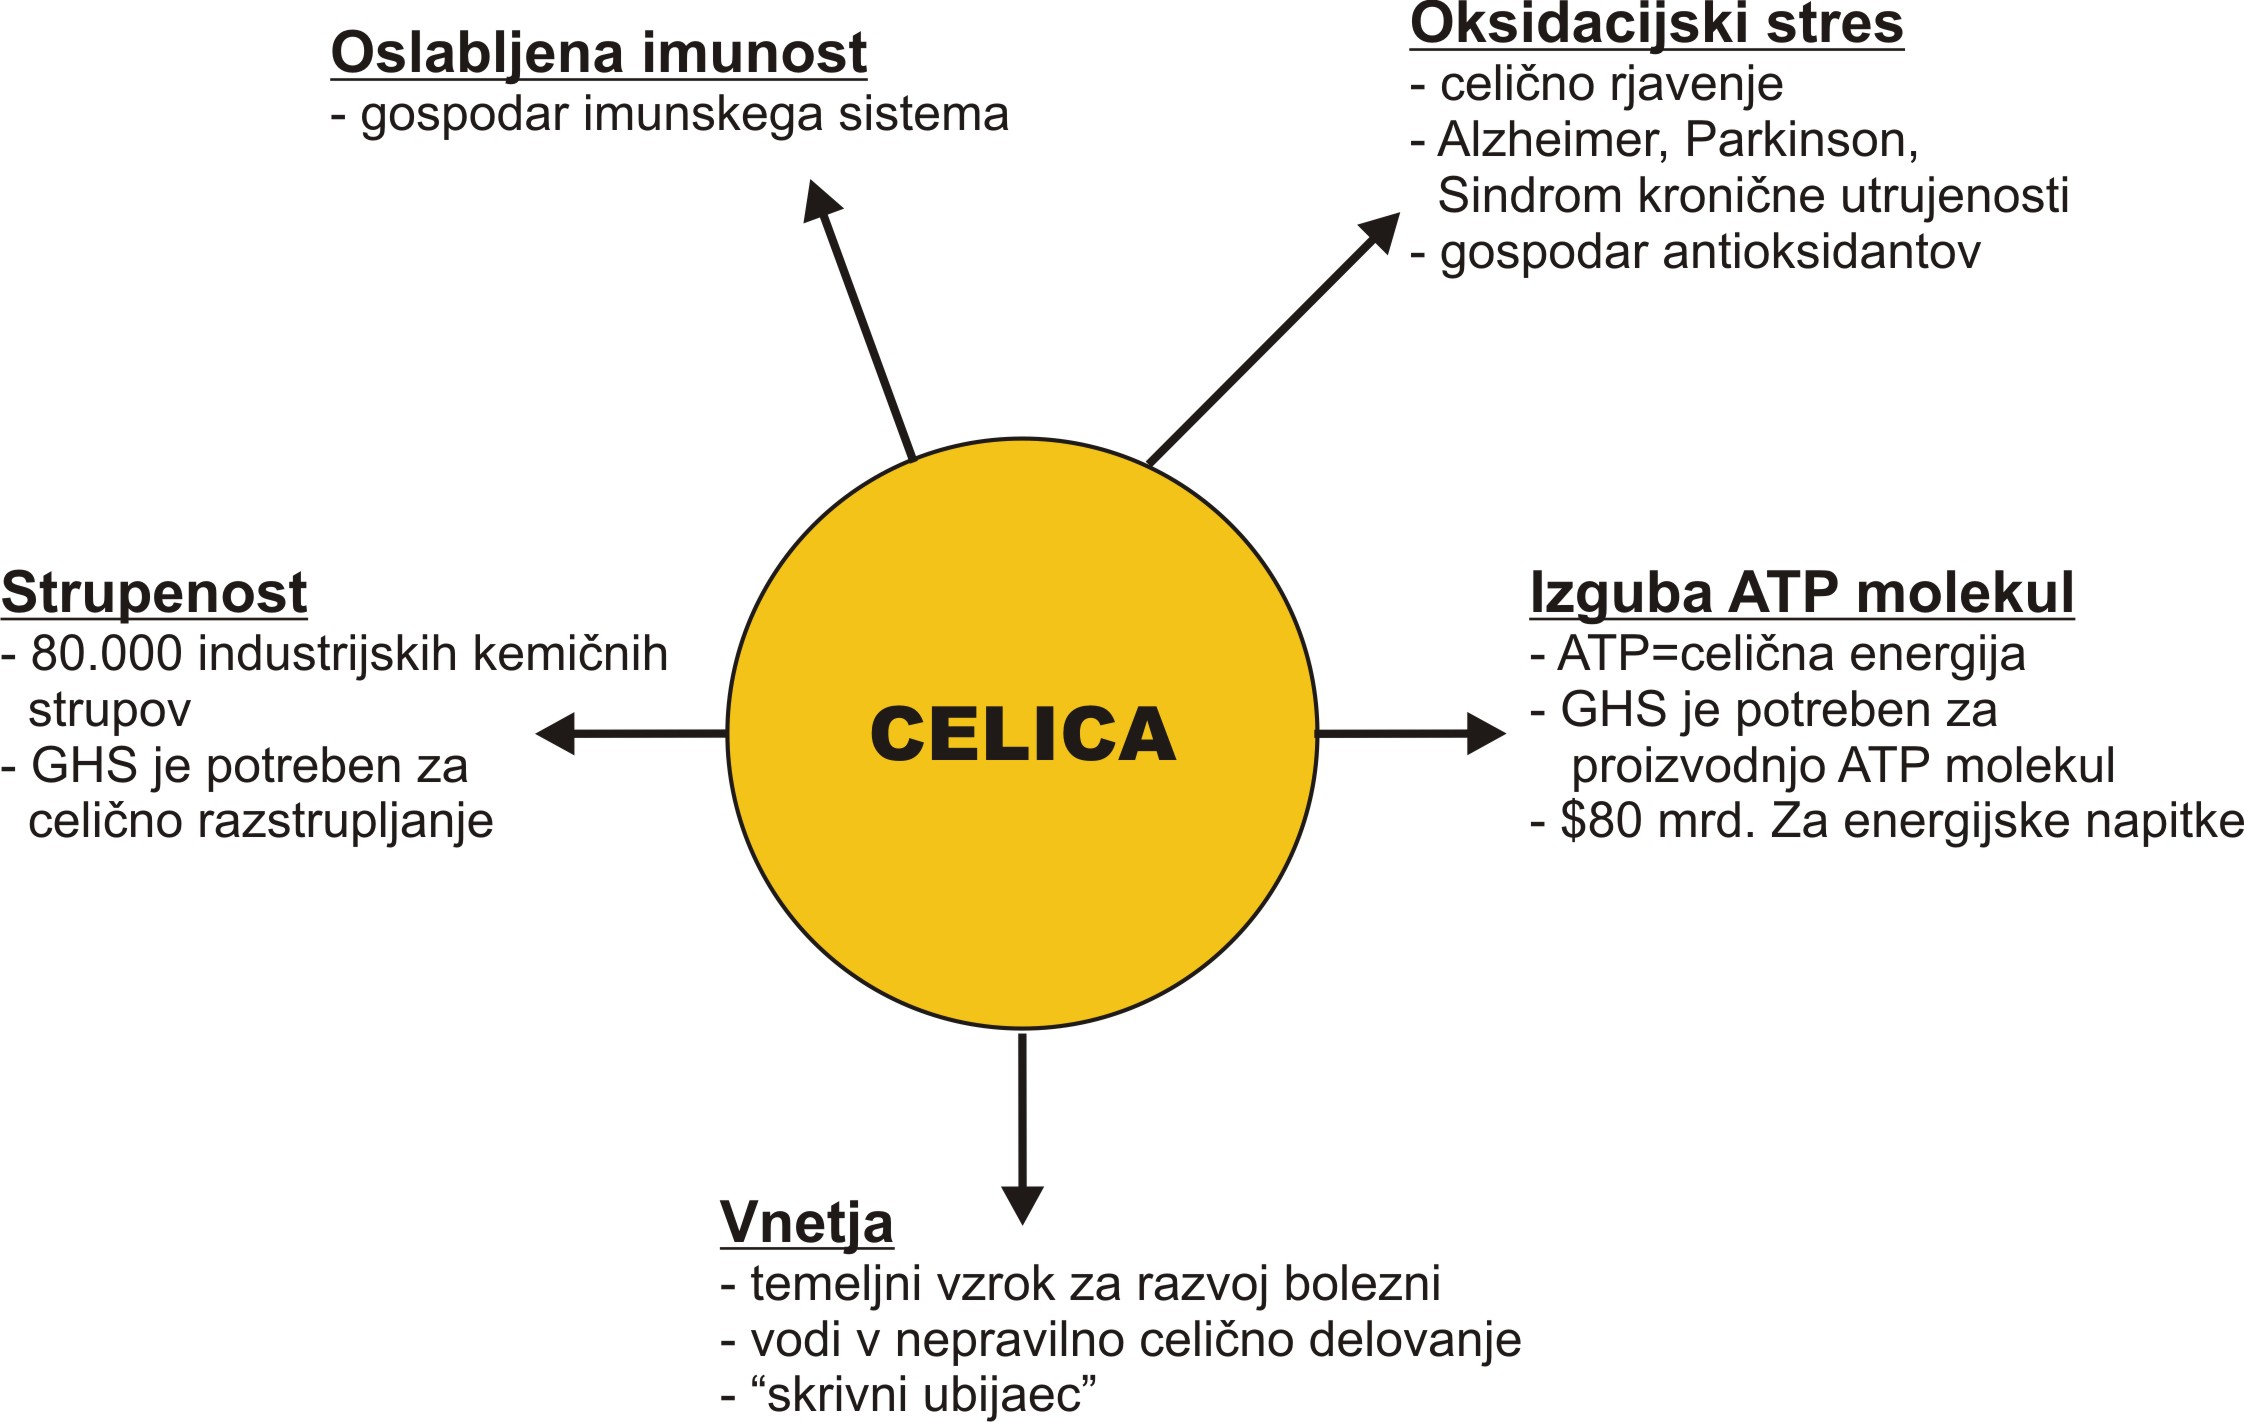 Oslabljena imunost
- gospodar imunskega sistema
Oksidacijski stres
- celično rjavenje
- Alzheimer, Parkinson,
Sindrom kronične utrujenosti
- gospodar antioksidantov
Strupenost
- 80.000 industrijskih kemičnih
strupov
- GHS je potreben za
celično razstrupljanje
CELICA
Izguba ATP molekul
- ATP=celična energija
- GHS je potreben za
proizvodnjo ATP molekul
- $80 mrd. Za energijske napitke
Vnetja
- temeljni vzrok za razvoj bolezni
- vodi v nepravilno celično delovanje
- “skrivni ubijaec”